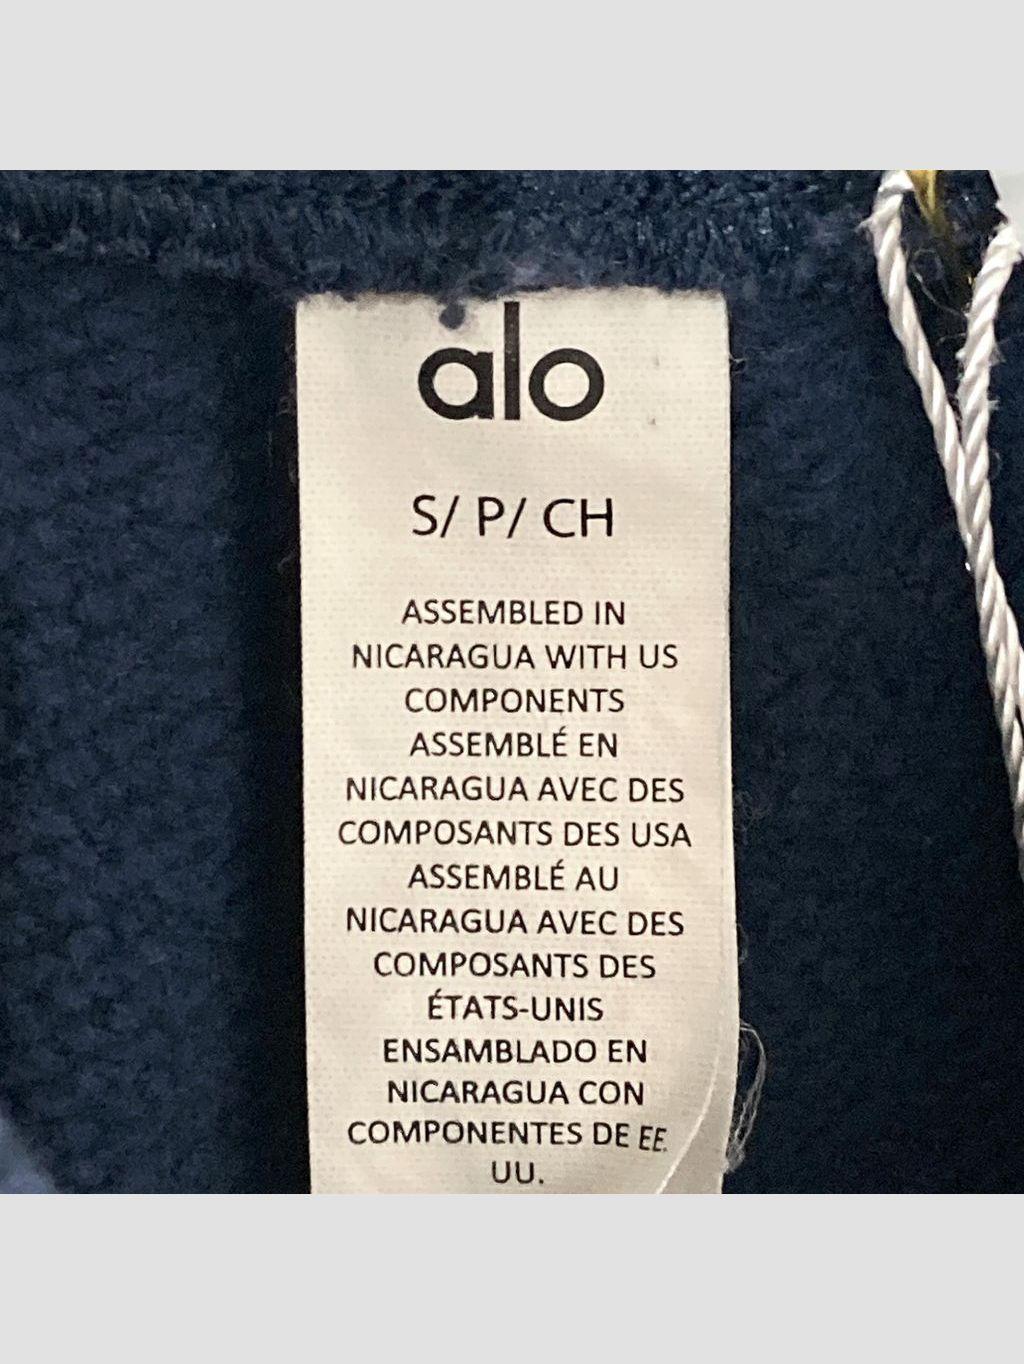 alo
S/ P/ CH
ASSEMBLED IN
NICARAGUA WITH US
COMPONENTS
ASSEMBLÉ EN
NICARAGUA AVEC DES
COMPOSANTS DES USA
ASSEMBLÉ AU
NICARAGUA AVEC DES
COMPOSANTS DES
ÉTATS-UNIS
ENSAMBLADO EN
NICARAGUA CON
COMPONENTES DE EE.
UU.